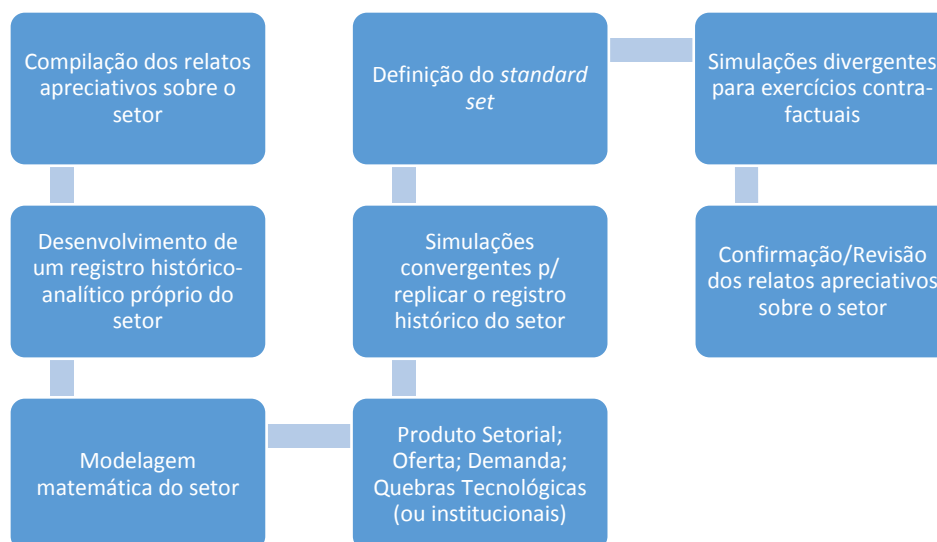 Compilação dos relatos
apreciativos sobre o
setor
Desenvolvimento de
um registro histórico-
analítico próprio do
setor
Modelagem
matemática do setor
Produto Setorial;
Oferta; Demanda;
Quebras Tecnológicas
(ou institucionais)
Simulações
convergentes p/
replicar o registro
histórico do setor
Definição do standard
set
Simulações divergentes
para exercícios contra-
factuais
Confirmação/Revisão
dos relatos apreciativos
sobre o setor